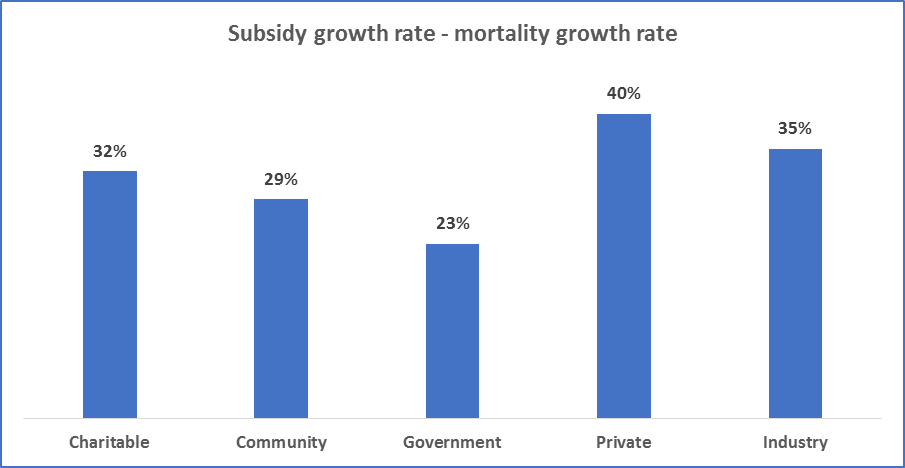 Subsidy growth rate - mortality growth rate
40%
35%
32%
29%
23%
Charitable Community Government Private Industry